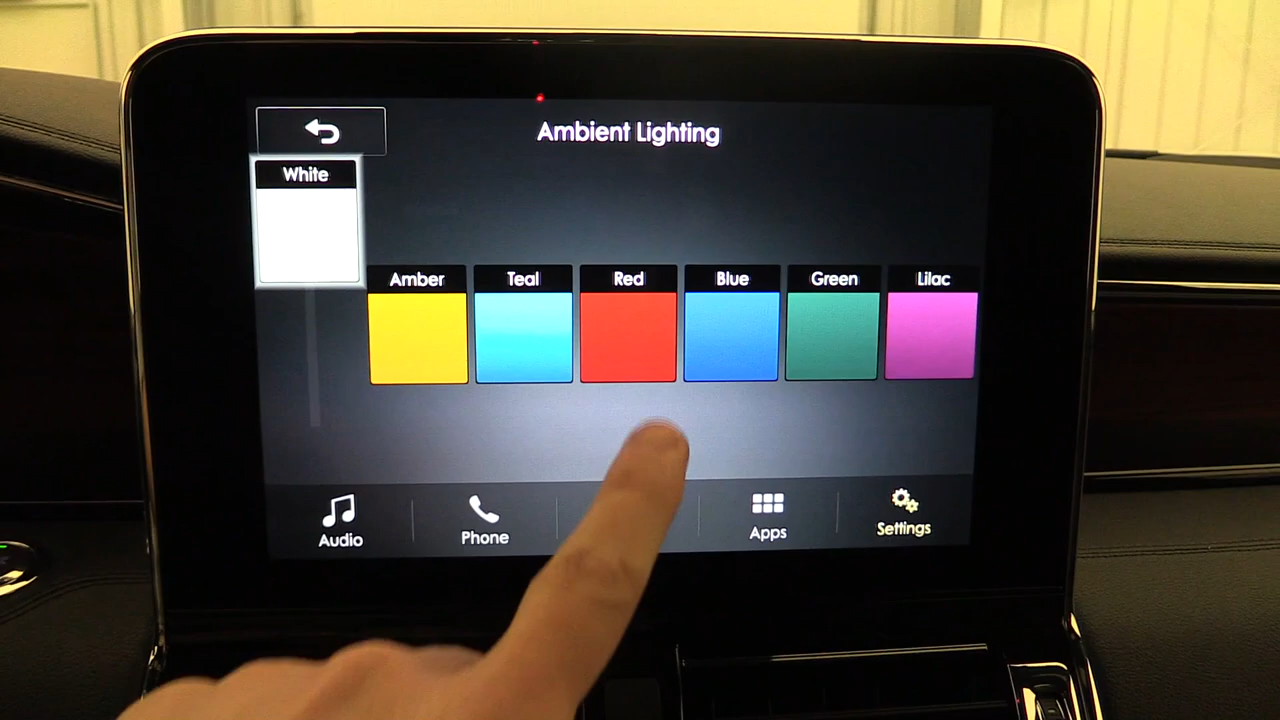 Ambient Lighting
White
Amber
Teal
Red
Blue
Green
Lilac
Audio
Phone
Apps
Settings